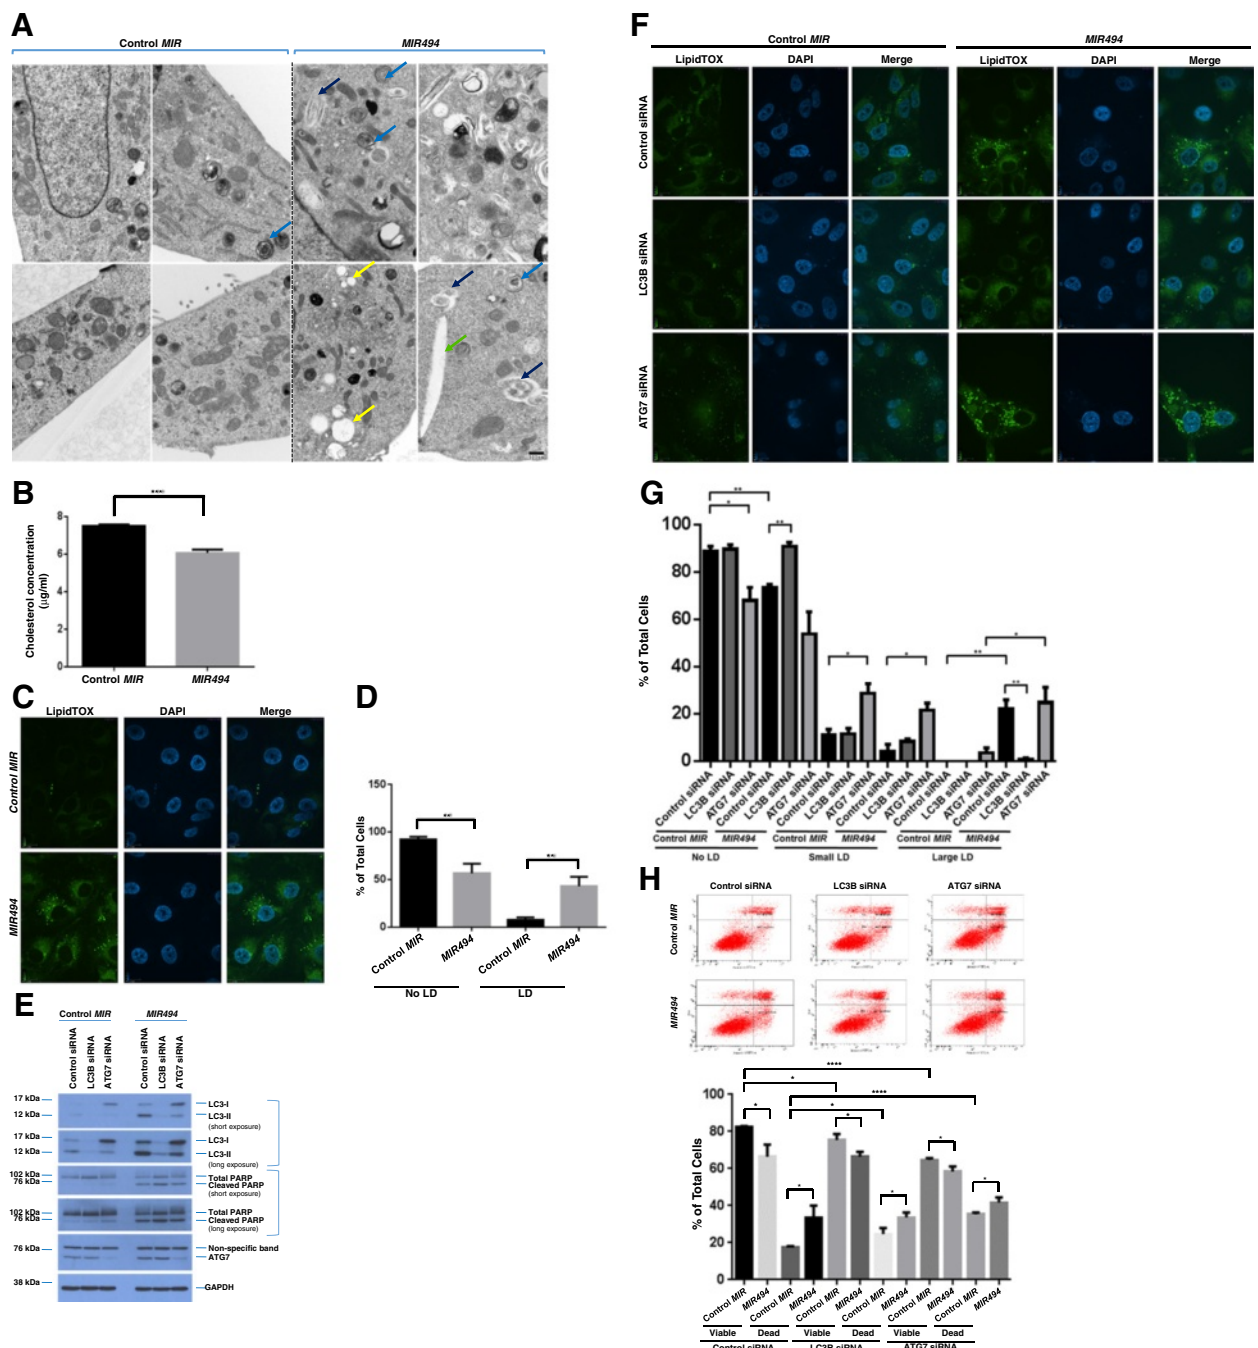 A
Control MIR
MIR494
B
Cholesterol concentration
(μg/ml)
8
6
4
2
0
Control MIR
MIR494
C
LipidTOX
DAPI
Merge
Control MIR
MIR494
D
% of Total Cells
150
100
50
0
Control MIR
MIR494
Control MIR
MIR494
No LD
LD
E
Control MIR
MIR494
Control siRNA
LC3B siRNA
ATG7 siRNA
Control siRNA
LC3B siRNA
ATG7 siRNA
17 kDa
LC3-I
12 kDa
LC3-II
(short exposure)
17 kDa
LC3-I
12 kDa
LC3-II
(long exposure)
102 kDa
Total PARP
76 kDa
Cleaved PARP
(short exposure)
102 kDa
Total PARP
76 kDa
Cleaved PARP
(long exposure)
76 kDa
Non-specific band
ATG7
38 kDa
GAPDH
F
Control MIR
MIR494
LipidTOX
DAPI
Merge
LipidTOX
DAPI
Merge
Control siRNA
LC3B siRNA
ATG7 siRNA
G
% of Total Cells
100
80
60
40
20
0
**
*
**
*
*
**
**
*
Control siRNA
LC3B siRNA
ATG7 siRNA
Control siRNA
LC3B siRNA
ATG7 siRNA
Control siRNA
LC3B siRNA
ATG7 siRNA
Control siRNA
LC3B siRNA
ATG7 siRNA
Control siRNA
LC3B siRNA
ATG7 siRNA
Control siRNA
LC3B siRNA
ATG7 siRNA
Control MIR
MIR494
Control MIR
MIR494
Control MIR
MIR494
No LD
Small LD
Large LD
H
Control siRNA
LC3B siRNA
ATG7 siRNA
Control MIR
MIR494
% of Total Cells
100
80
60
40
20
0
****
*
****
*
*
*
*
*
*
*
Control MIR
MIR494
Control MIR
MIR494
Control MIR
MIR494
Control MIR
MIR494
Control MIR
MIR494
Control MIR
MIR494
Viable
Dead
Viable
Dead
Viable
Dead
Control siRNA
LC3B siRNA
ATG7 siRNA